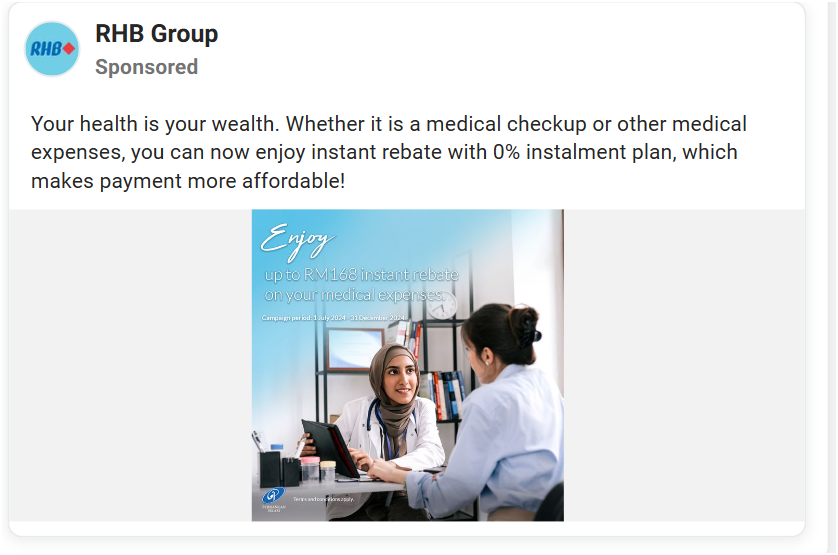 RHB Group
RHB
Sponsored
Your health is your wealth. Whether it is a medical checkup or other medical
expenses, you can now enjoy instant rebate with 0% instalment plan, which
makes payment more affordable!
Enjoy
up to RM168 instant rebate
on your medical expenses.
Campaign period: 1 July 2024 - 31 December 2024
Terms and conditions apply.